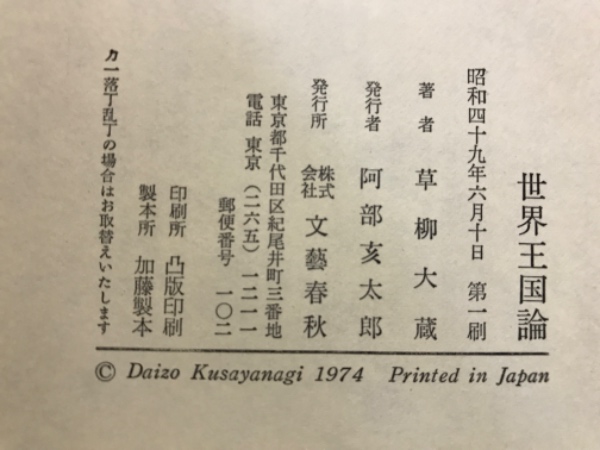 世界王国論
昭和四十九年六月十日 第一刷
著者 草柳大蔵
発行者 阿部亥太郎
発行所 株式会社 文藝春秋
東京都千代田区紀尾井町三番地
電話 東京(二六五)一二一一
郵便番号 一〇二
印刷所 凸版印刷
製本所 加藤製本
万一落丁乱丁の場合はお取替えいたします
© Daizo Kusayanagi 1974 Printed in Japan